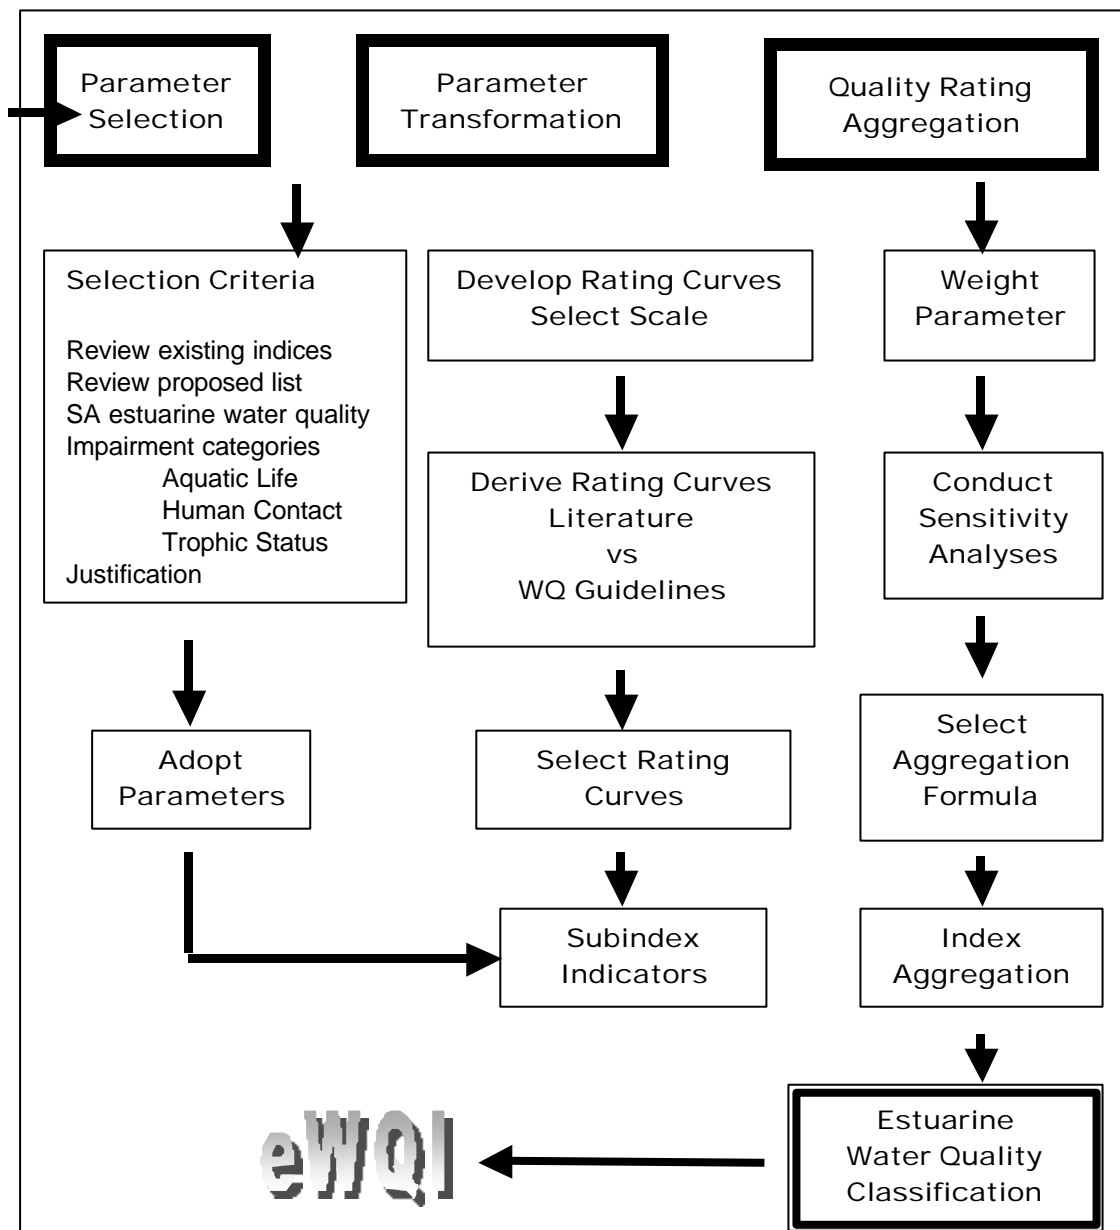 Parameter
Selection
Parameter
Transformation
Quality Rating
Aggregation
Selection Criteria
Review existing indices
Review proposed list
SA estuarine water quality
Impairment categories
Aquatic Life
Human Contact
Trophic Status
Justification
Develop Rating Curves
Select Scale
Weight
Parameter
Derive Rating Curves
Literature
vs
WQ Guidelines
Conduct
Sensitivity
Analyses
Adopt
Parameters
Select Rating
Curves
Select
Aggregation
Formula
Subindex
Indicators
Index
Aggregation
eWQI
Estuarine
Water Quality
Classification